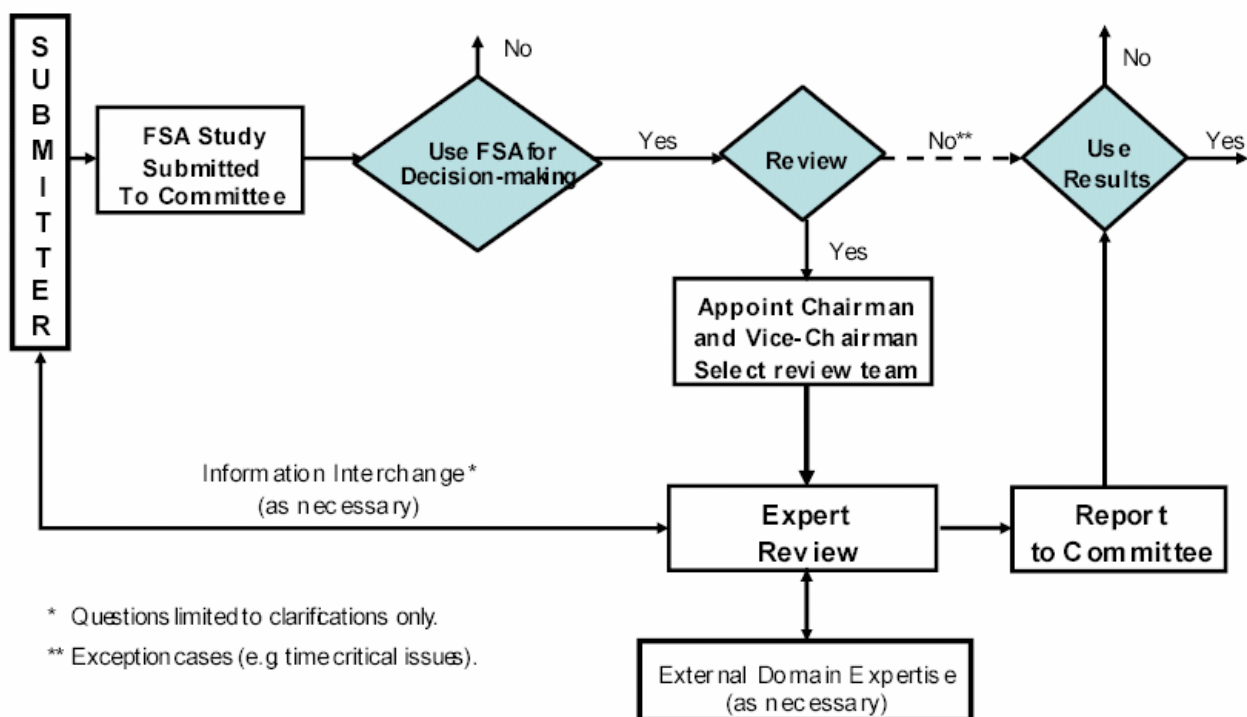 SUBMITTER
FSA Study
Submitted
To Committee
No
Use FSA for
Decision-making
Yes
Review
No**
No
Use
Results
Yes
Yes
Appoint Chairman
and Vice-Chairman
Select review team
Information Interchange*
(as necessary)
Expert
Review
Report
to Committee
* Questions limited to clarifications only.
** Exception cases (e.g time critical issues).
External Domain Expertise
(as necessary)